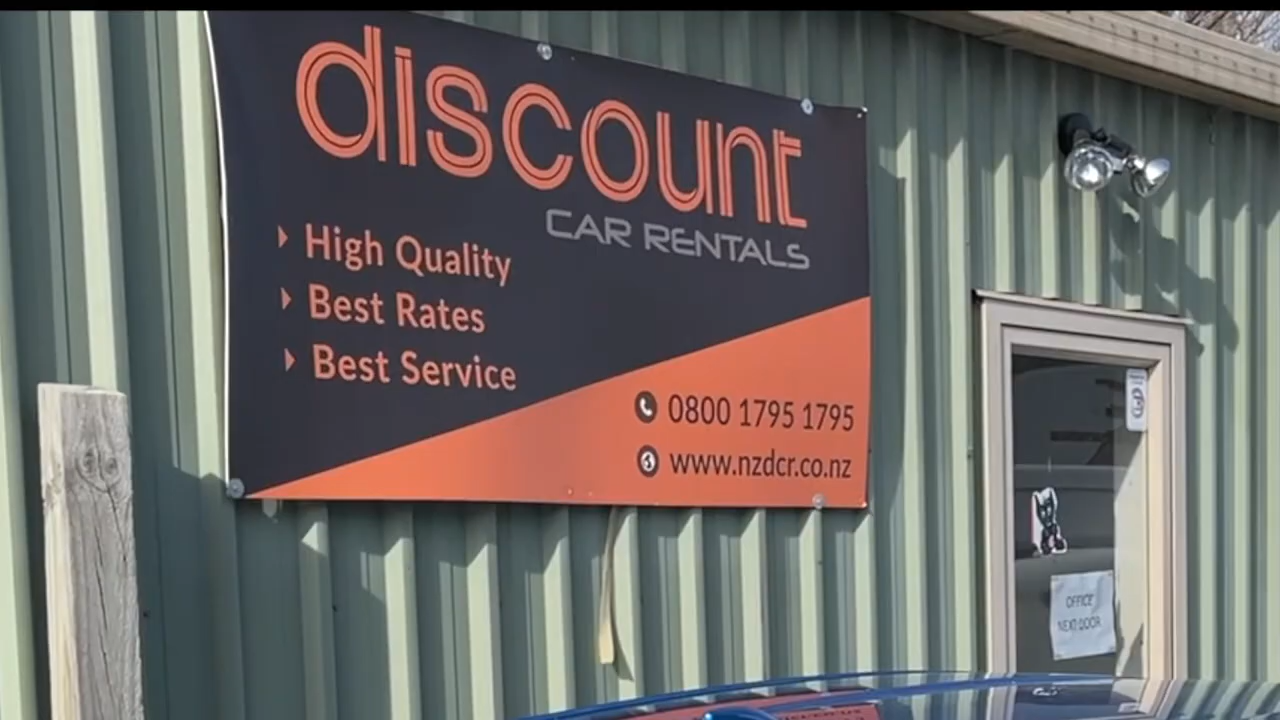 discount
CAR RENTALS
High Quality
Best Rates
Best Service
0800 1795 1795
www.nzdcr.co.nz
OFFICE
NEXT DOOR